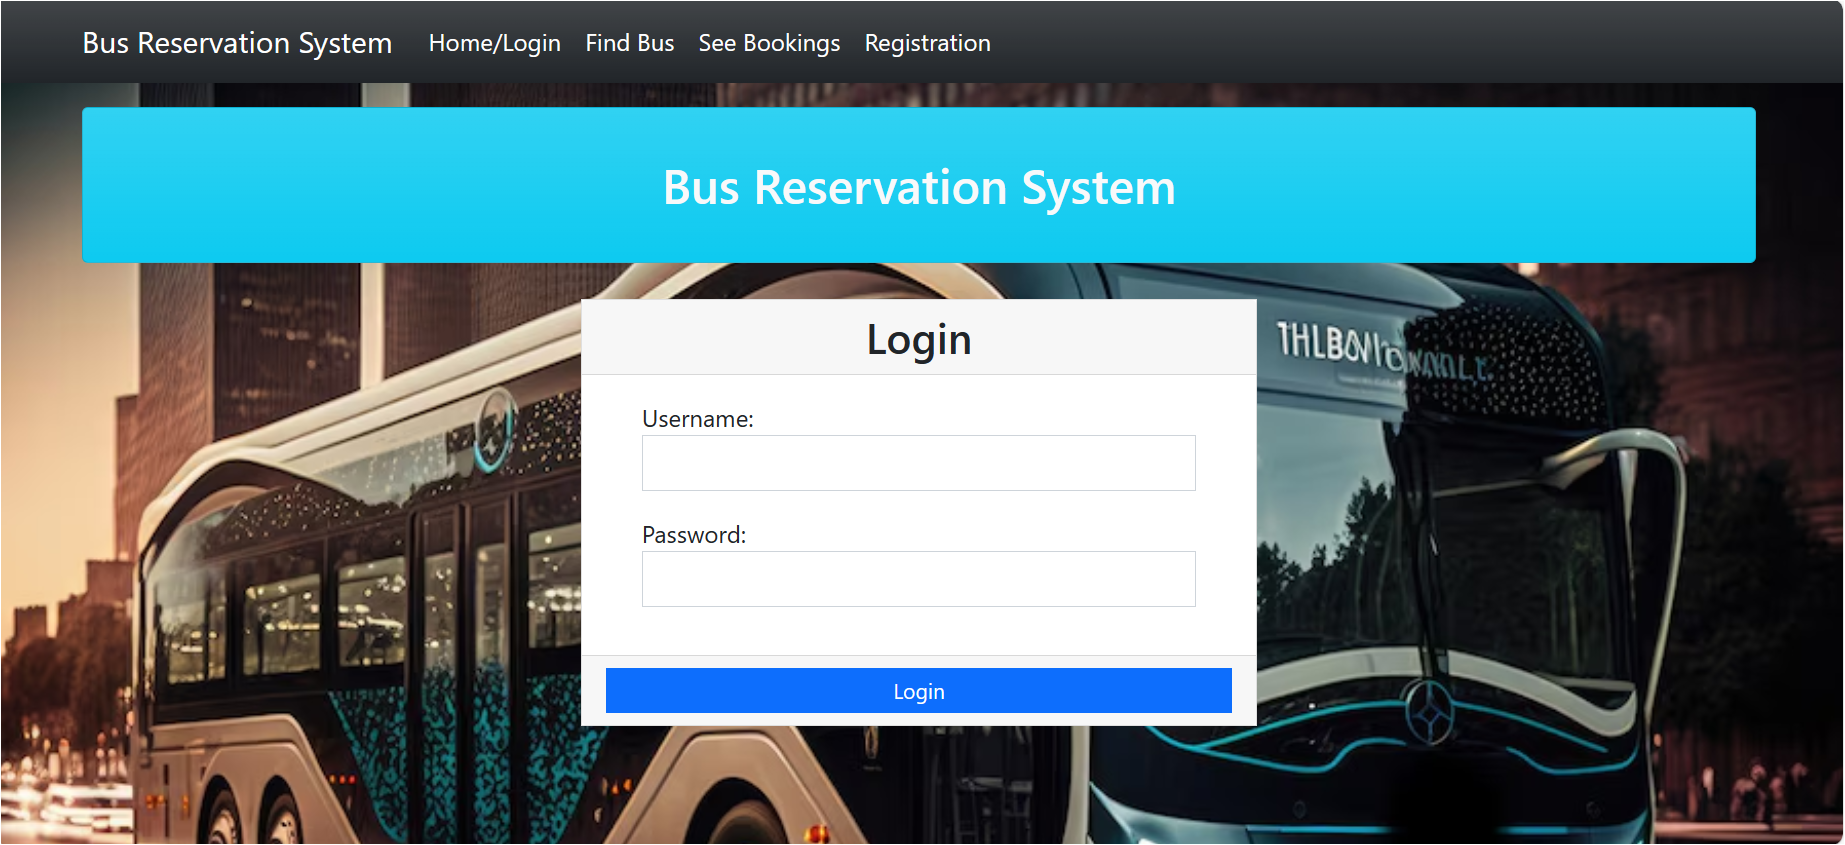 Bus Reservation System Home/Login Find Bus See Bookings Registration
Bus Reservation System
Login
Username:
Password:
Login